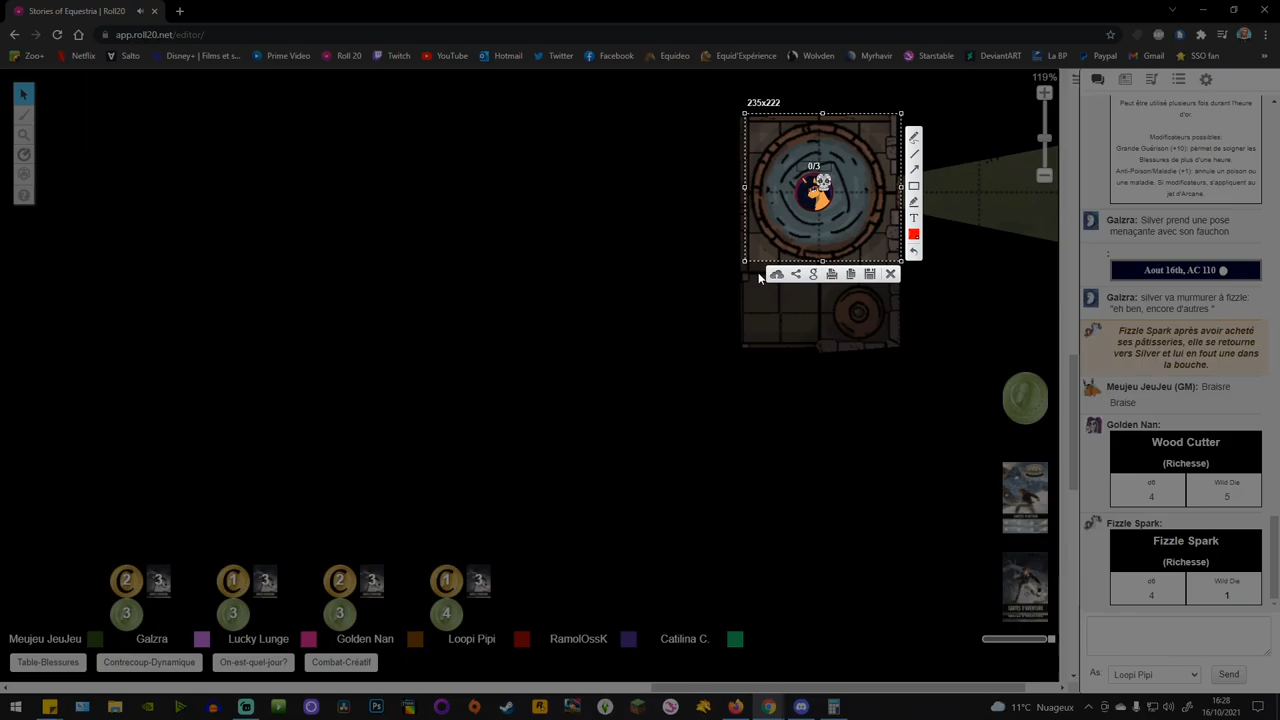 Stories of Equestria | Roll20
app.roll20.net/editor/
Zoo+
Netflix
Salto
Disney+ | Films et s...
Prime Video
Roll 20
Twitch
YouTube
Hotmail
Twitter
Facebook
Equideo
Equid'Expérience
Wolvden
Myrhavir
Starstable
DeviantART
La BP
Paypal
Gmail
SSO fan
»
119%
235x222
0/3
T
Peut être utilisé plusieurs fois durant l'heure
d'or.
Modificateurs possibles:
Grande Guérison (+10): permet de soigner les
Blessures de plus d'une heure.
Anti-Poison/Maladie (+1): annule un poison ou
une maladie. Si modificateurs, s'appliquent au
jet d'Arcane.
Galzra: Silver prend une pose
menaçante avec son fauchon
:
Aout 16th, AC 110
Galzra: silver va murmurer à fizzle:
"eh ben, encore d'autres "
Fizzle Spark après avoir acheté
ses pâtisseries, elle se retourne
vers Silver et lui en fout une dans
la bouche.
Meujeu JeuJeu (GM): Braisre
Braise
Golden Nan:
Wood Cutter
(Richesse)
d6 Wild Die
4 5
Fizzle Spark:
Fizzle Spark
(Richesse)
d6 Wild Die
4 1
2 3 1 3 2 3 1 3
3 3 3 4
Meujeu JeuJeu
Galzra
Lucky Lunge
Golden Nan
Loopi Pipi
RamolOssK
Catilina C.
Table-Blessures
Contrecoup-Dynamique
On-est-quel-jour?
Combat-Créatif
As:
Loopi Pipi
Send
11°C Nuageux
16:28
16/10/2021